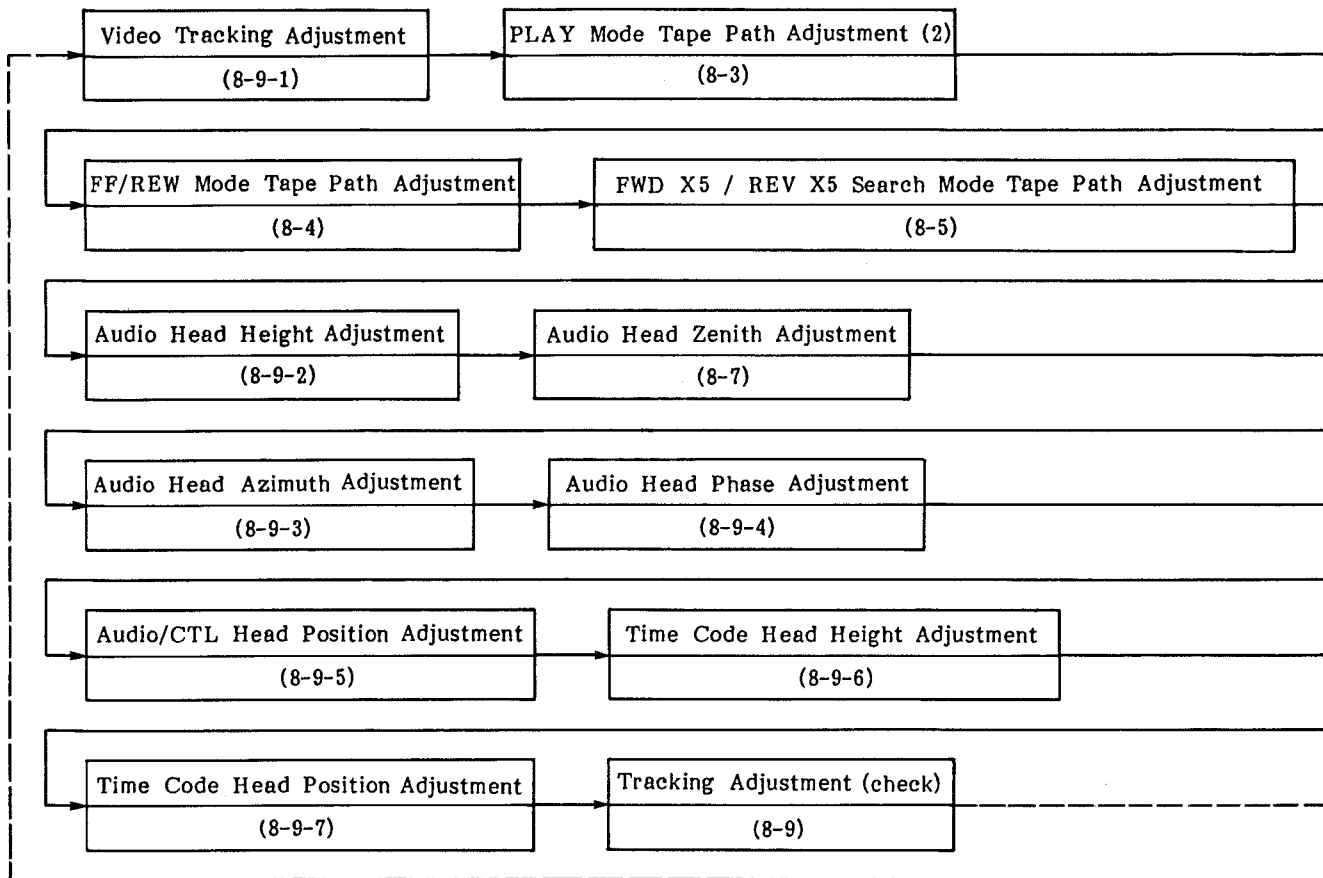 Video Tracking Adjustment
(8-9-1)
PLAY Mode Tape Path Adjustment (2)
(8-3)
FF/REW Mode Tape Path Adjustment
(8-4)
FWD X5 / REV X5 Search Mode Tape Path Adjustment
(8-5)
Audio Head Height Adjustment
(8-9-2)
Audio Head Zenith Adjustment
(8-7)
Audio Head Azimuth Adjustment
(8-9-3)
Audio Head Phase Adjustment
(8-9-4)
Audio/CTL Head Position Adjustment
(8-9-5)
Time Code Head Height Adjustment
(8-9-6)
Time Code Head Position Adjustment
(8-9-7)
Tracking Adjustment (check)
(8-9)